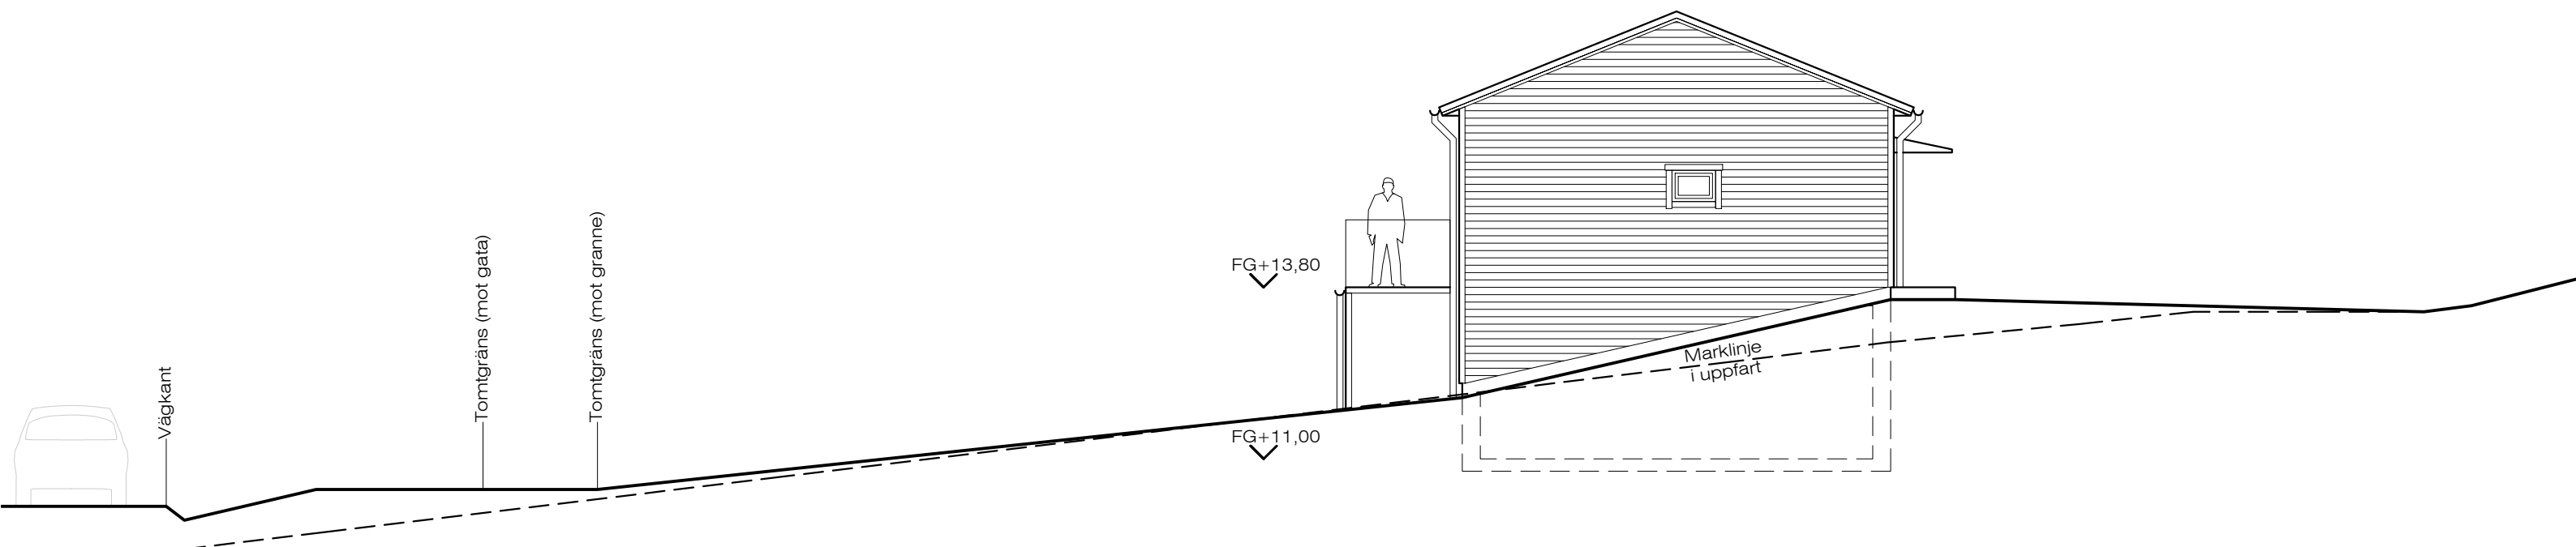 Vägkant
Tomtgräns (mot gata)
Tomtgräns (mot granne)
FG+13,80
FG+11,00
Marklinje
i uppfart